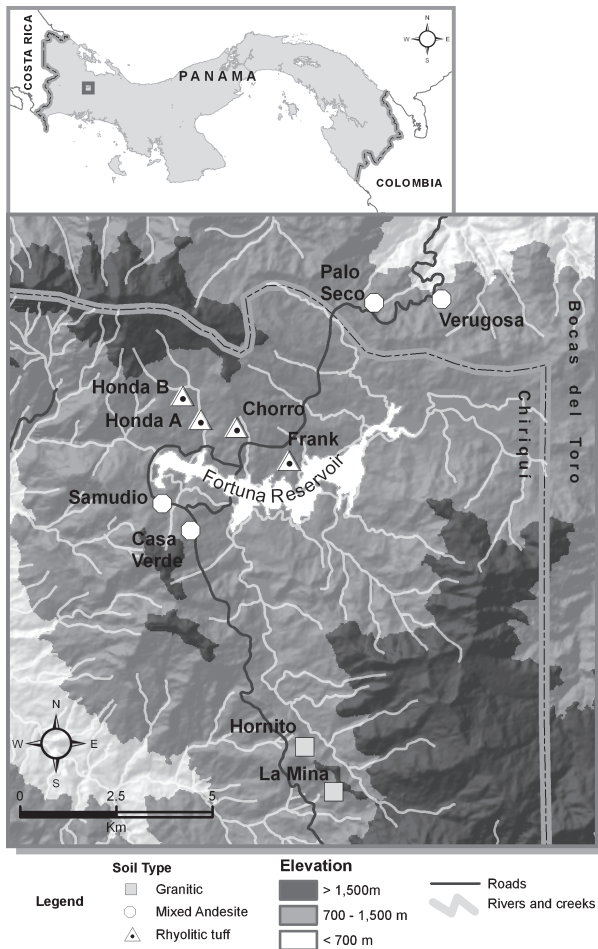 COSTA RICA
PANAMA
N
W E
S
COLOMBIA
Palo
Seco
Verugosa
Bocas del Toro
Chiriquí
Honda B
Honda A
Chorro
Frank
Fortuna Reservoir
Samudio
Casa
Verde
N
W E
S
Hornito
La Mina
0 2.5 5
Km
Legend
Soil Type
Granitic
Mixed Andesite
Rhyolitic tuff
Elevation
> 1,500m
700 - 1,500 m
< 700 m
Roads
Rivers and creeks